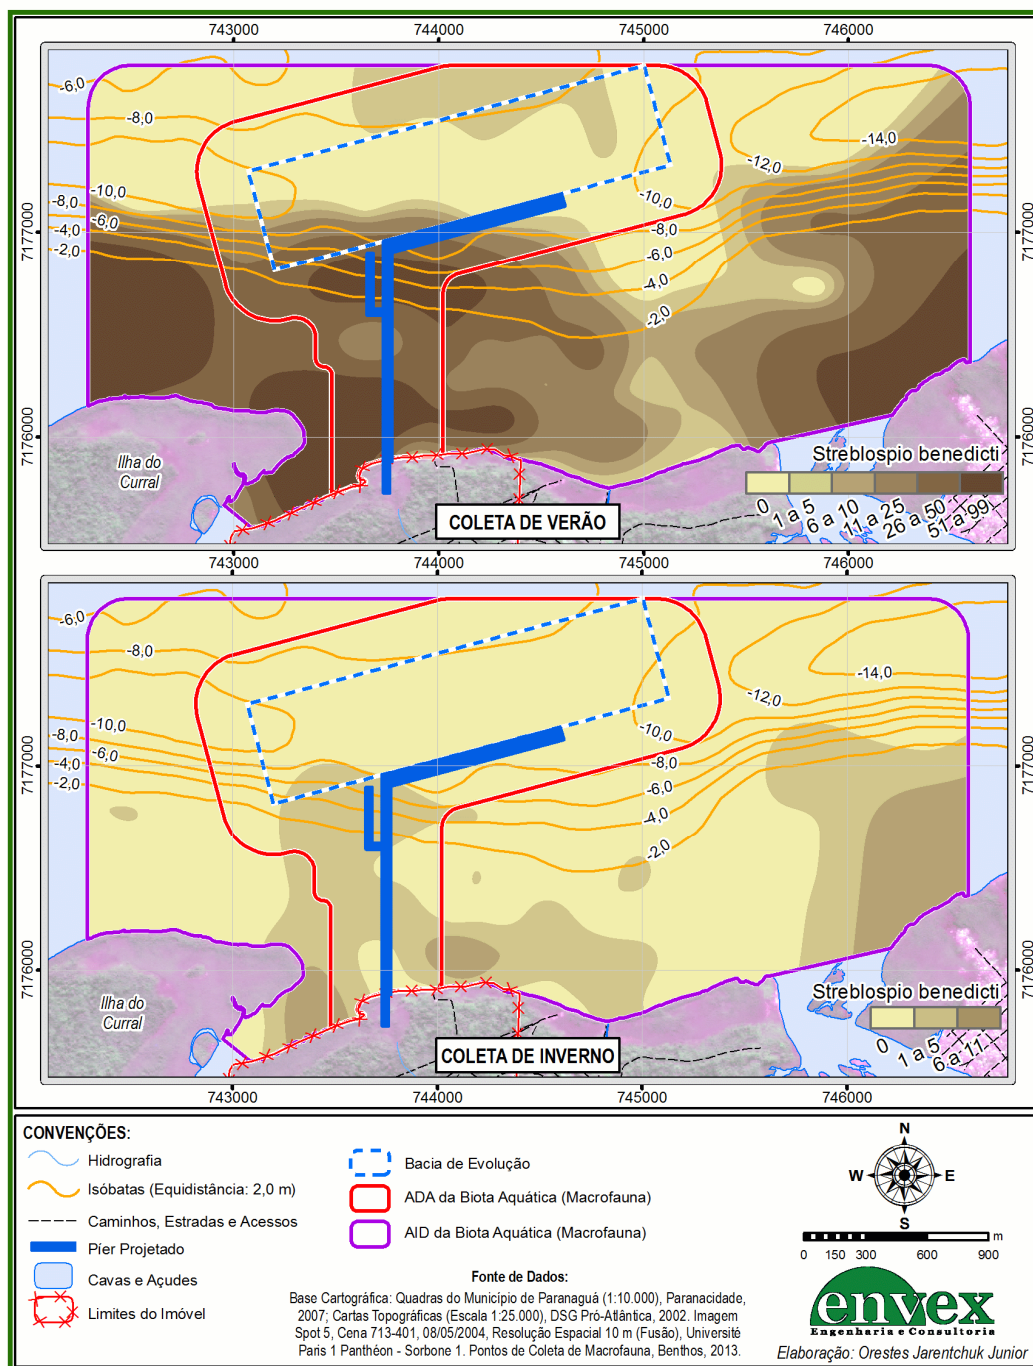 743000 744000 745000 746000
-6,0
-8,0
-14,0
-12,0
-10,0
-10,0
-8,0
-6,0
-4,0
-2,0
-8,0
-6,0
-4,0
-2,0
7177000
7177000
7176000
7176000
Ilha do
Curral
Streblospio benedicti
0
1 a 5
6 a 10
11 a 25
26 a 50
51 a 99
COLETA DE VERÃO
743000 744000 745000 746000
-6,0
-8,0
-14,0
-12,0
-10,0
-10,0
-8,0
-6,0
-4,0
-2,0
-8,0
-6,0
-4,0
-2,0
7177000
7177000
7176000
7176000
Ilha do
Curral
Streblospio benedicti
0
1 a 5
6 a 11
COLETA DE INVERNO
743000 744000 745000 746000
CONVENÇÕES:
Hidrografia
Isóbatas (Equidistância: 2,0 m)
Caminhos, Estradas e Acessos
Píer Projetado
Cavas e Açudes
Limites do Imóvel
Bacia de Evolução
ADA da Biota Aquática (Macrofauna)
AID da Biota Aquática (Macrofauna)
Fonte de Dados:
Base Cartográfica: Quadras do Município de Paranaguá (1:10.000), Paranacidade,
2007; Cartas Topográficas (Escala 1:25.000), DSG Pró-Atlântica, 2002. Imagem
Spot 5, Cena 713-401, 08/05/2004, Resolução Espacial 10 m (Fusão), Université
Paris 1 Panthéon - Sorbone 1. Pontos de Coleta de Macrofauna, Benthos, 2013.
N
W E
S
m
0 150 300 600 900
envex
Engenharia e Consultoria
Elaboração: Orestes Jarentchuk Junior